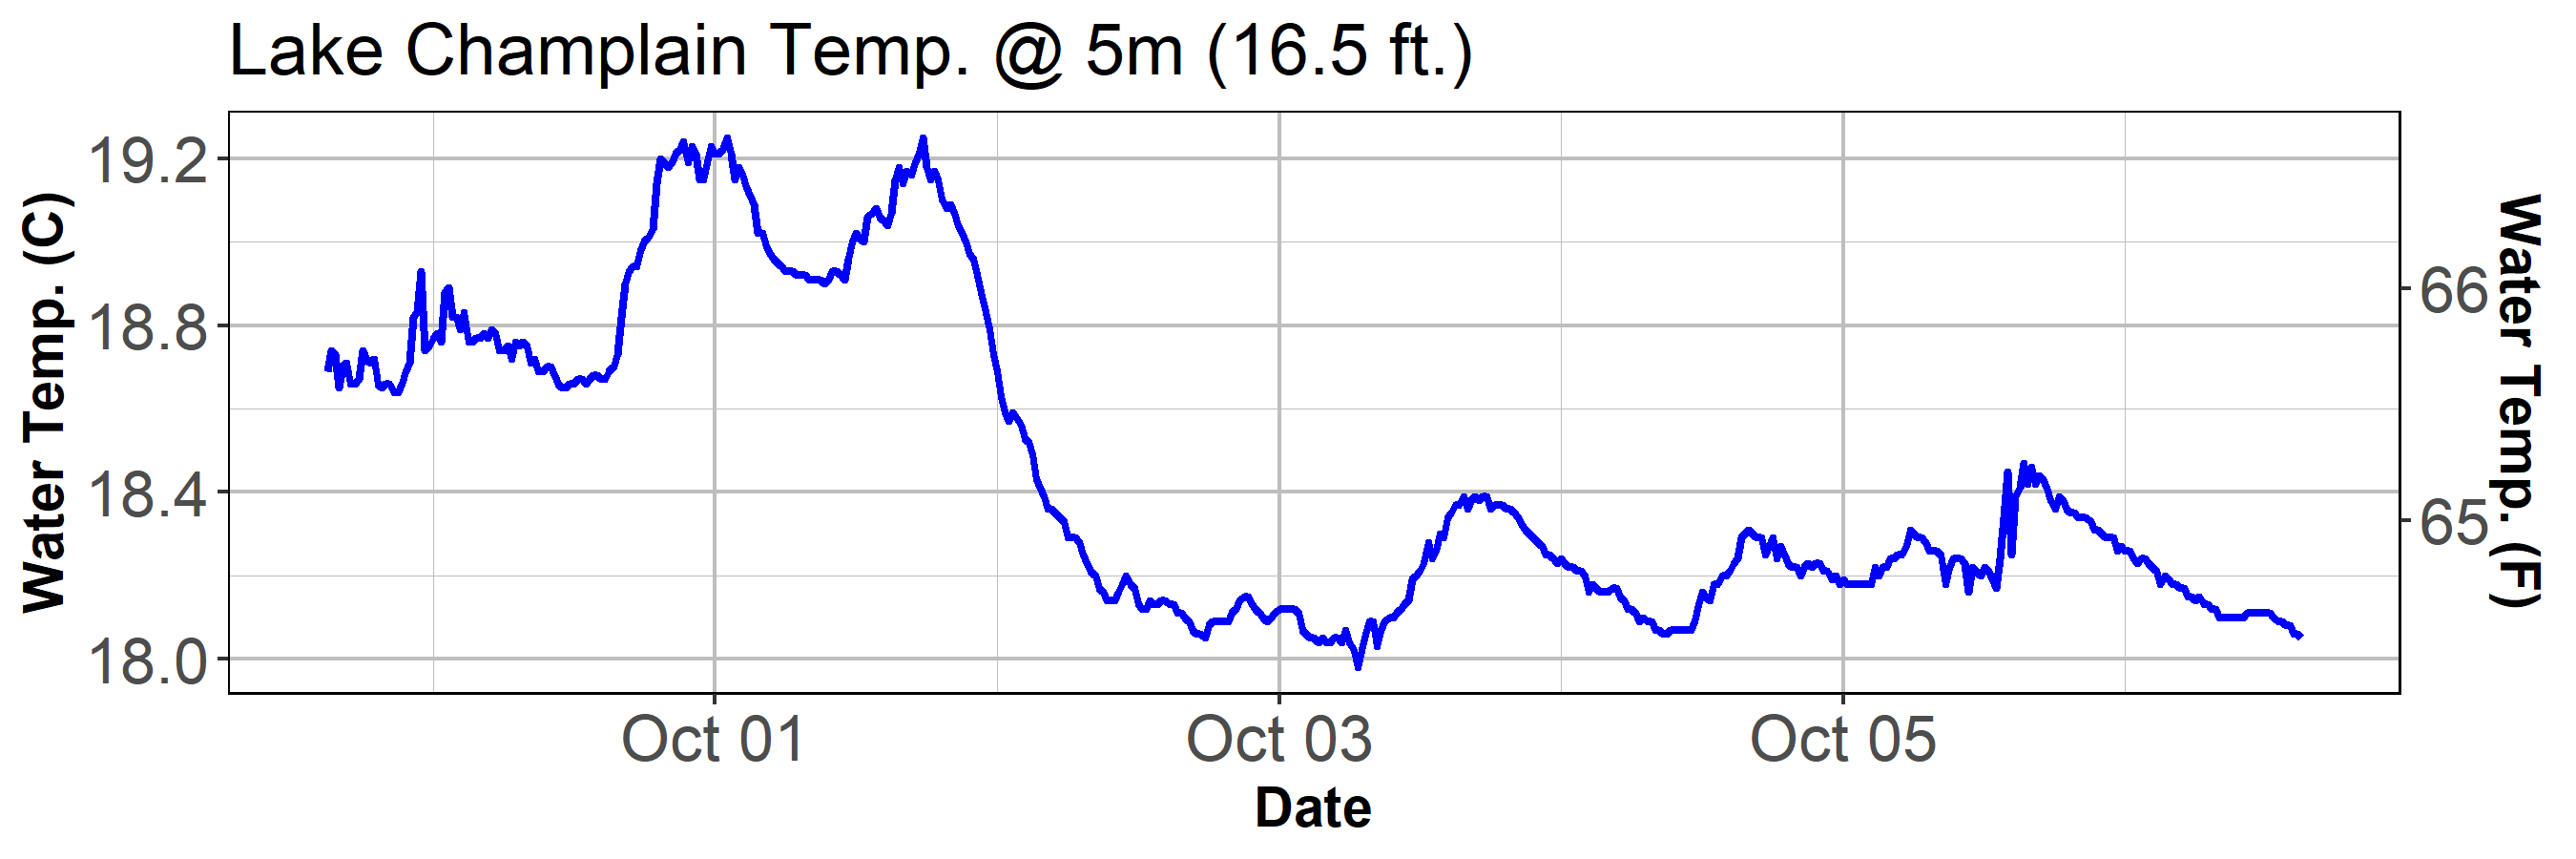 Lake Champlain Temp. @ 5m (16.5 ft.)
Water Temp. (C)
19.2
18.8
18.4
18.0
66
65
Water Temp. (F)
Oct 01
Oct 03
Oct 05
Date